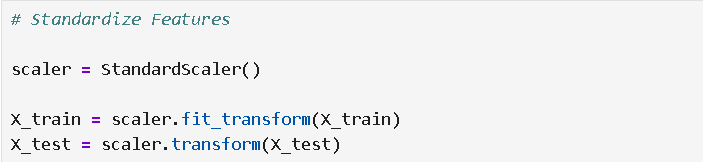 # Standardize Features
scaler = StandardScaler()
X_train = scaler.fit_transform(X_train)
X_test = scaler.transform(X_test)